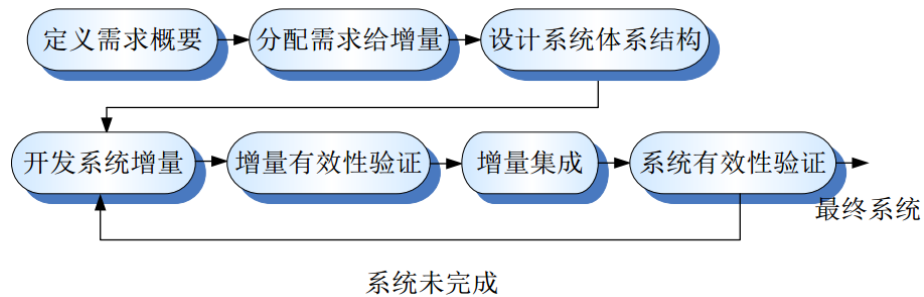 定义需求概要
分配需求给增量
设计系统体系结构
开发系统增量
增量有效性验证
增量集成
系统有效性验证
最终系统
系统未完成